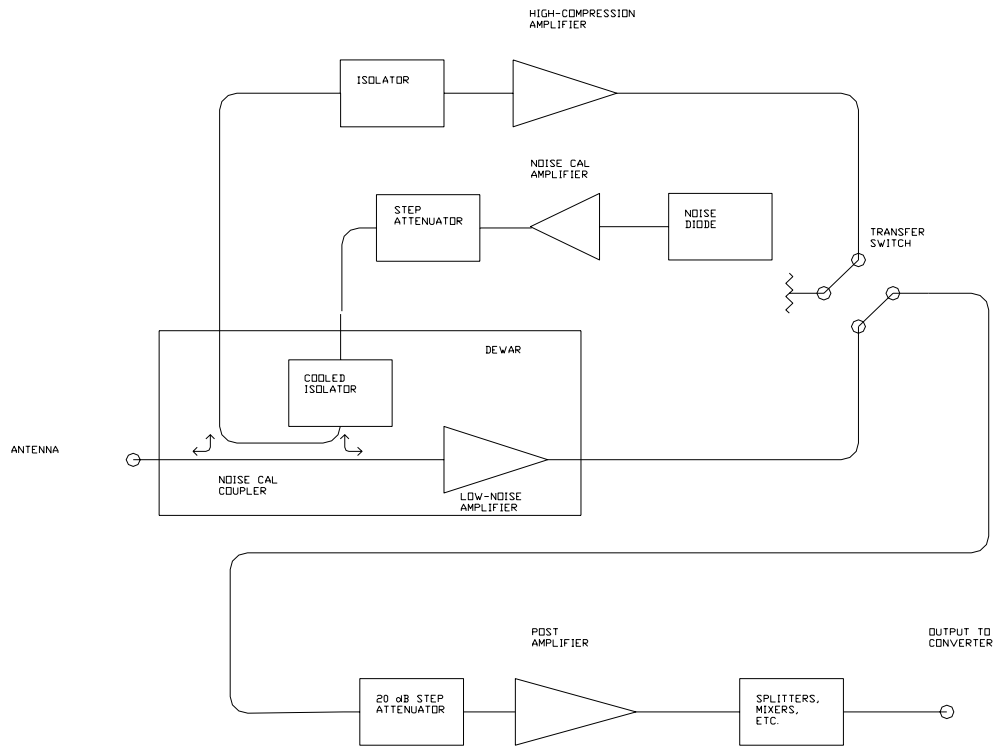 HIGH-COMPRESSION
AMPLIFIER
ISOLATOR
NOISE CAL
AMPLIFIER
STEP
ATTENUATOR
NOISE
DIODE
TRANSFER
SWITCH
DEWAR
COOLED
ISOLATOR
ANTENNA
NOISE CAL
COUPLER
LOW-NOISE
AMPLIFIER
POST
AMPLIFIER
OUTPUT TO
CONVERTER
20 dB STEP
ATTENUATOR
SPLITTERS,
MIXERS,
ETC.